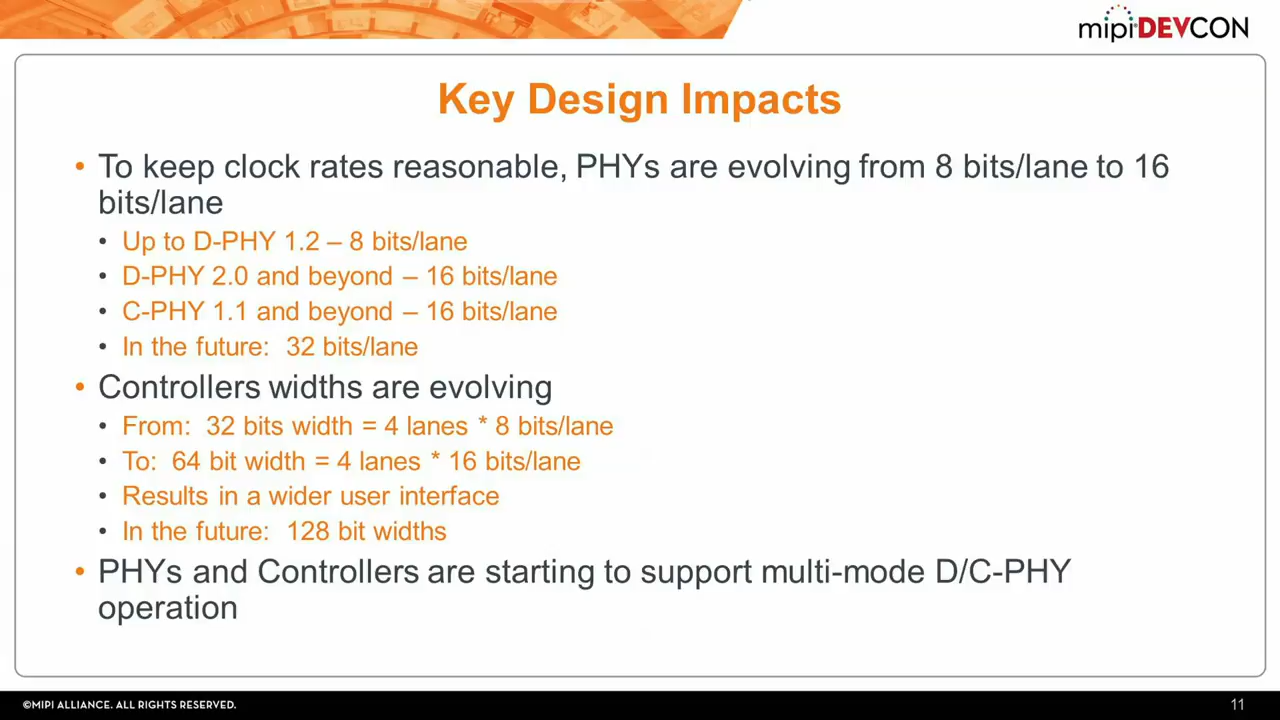 mipi DEVCON
Key Design Impacts
• To keep clock rates reasonable, PHYs are evolving from 8 bits/lane to 16
bits/lane
• Up to D-PHY 1.2 – 8 bits/lane
• D-PHY 2.0 and beyond – 16 bits/lane
• C-PHY 1.1 and beyond – 16 bits/lane
• In the future: 32 bits/lane
• Controllers widths are evolving
• From: 32 bits width = 4 lanes * 8 bits/lane
• To: 64 bit width = 4 lanes * 16 bits/lane
• Results in a wider user interface
• In the future: 128 bit widths
• PHYs and Controllers are starting to support multi-mode D/C-PHY
operation
©MIPI ALLIANCE. ALL RIGHTS RESERVED.
11